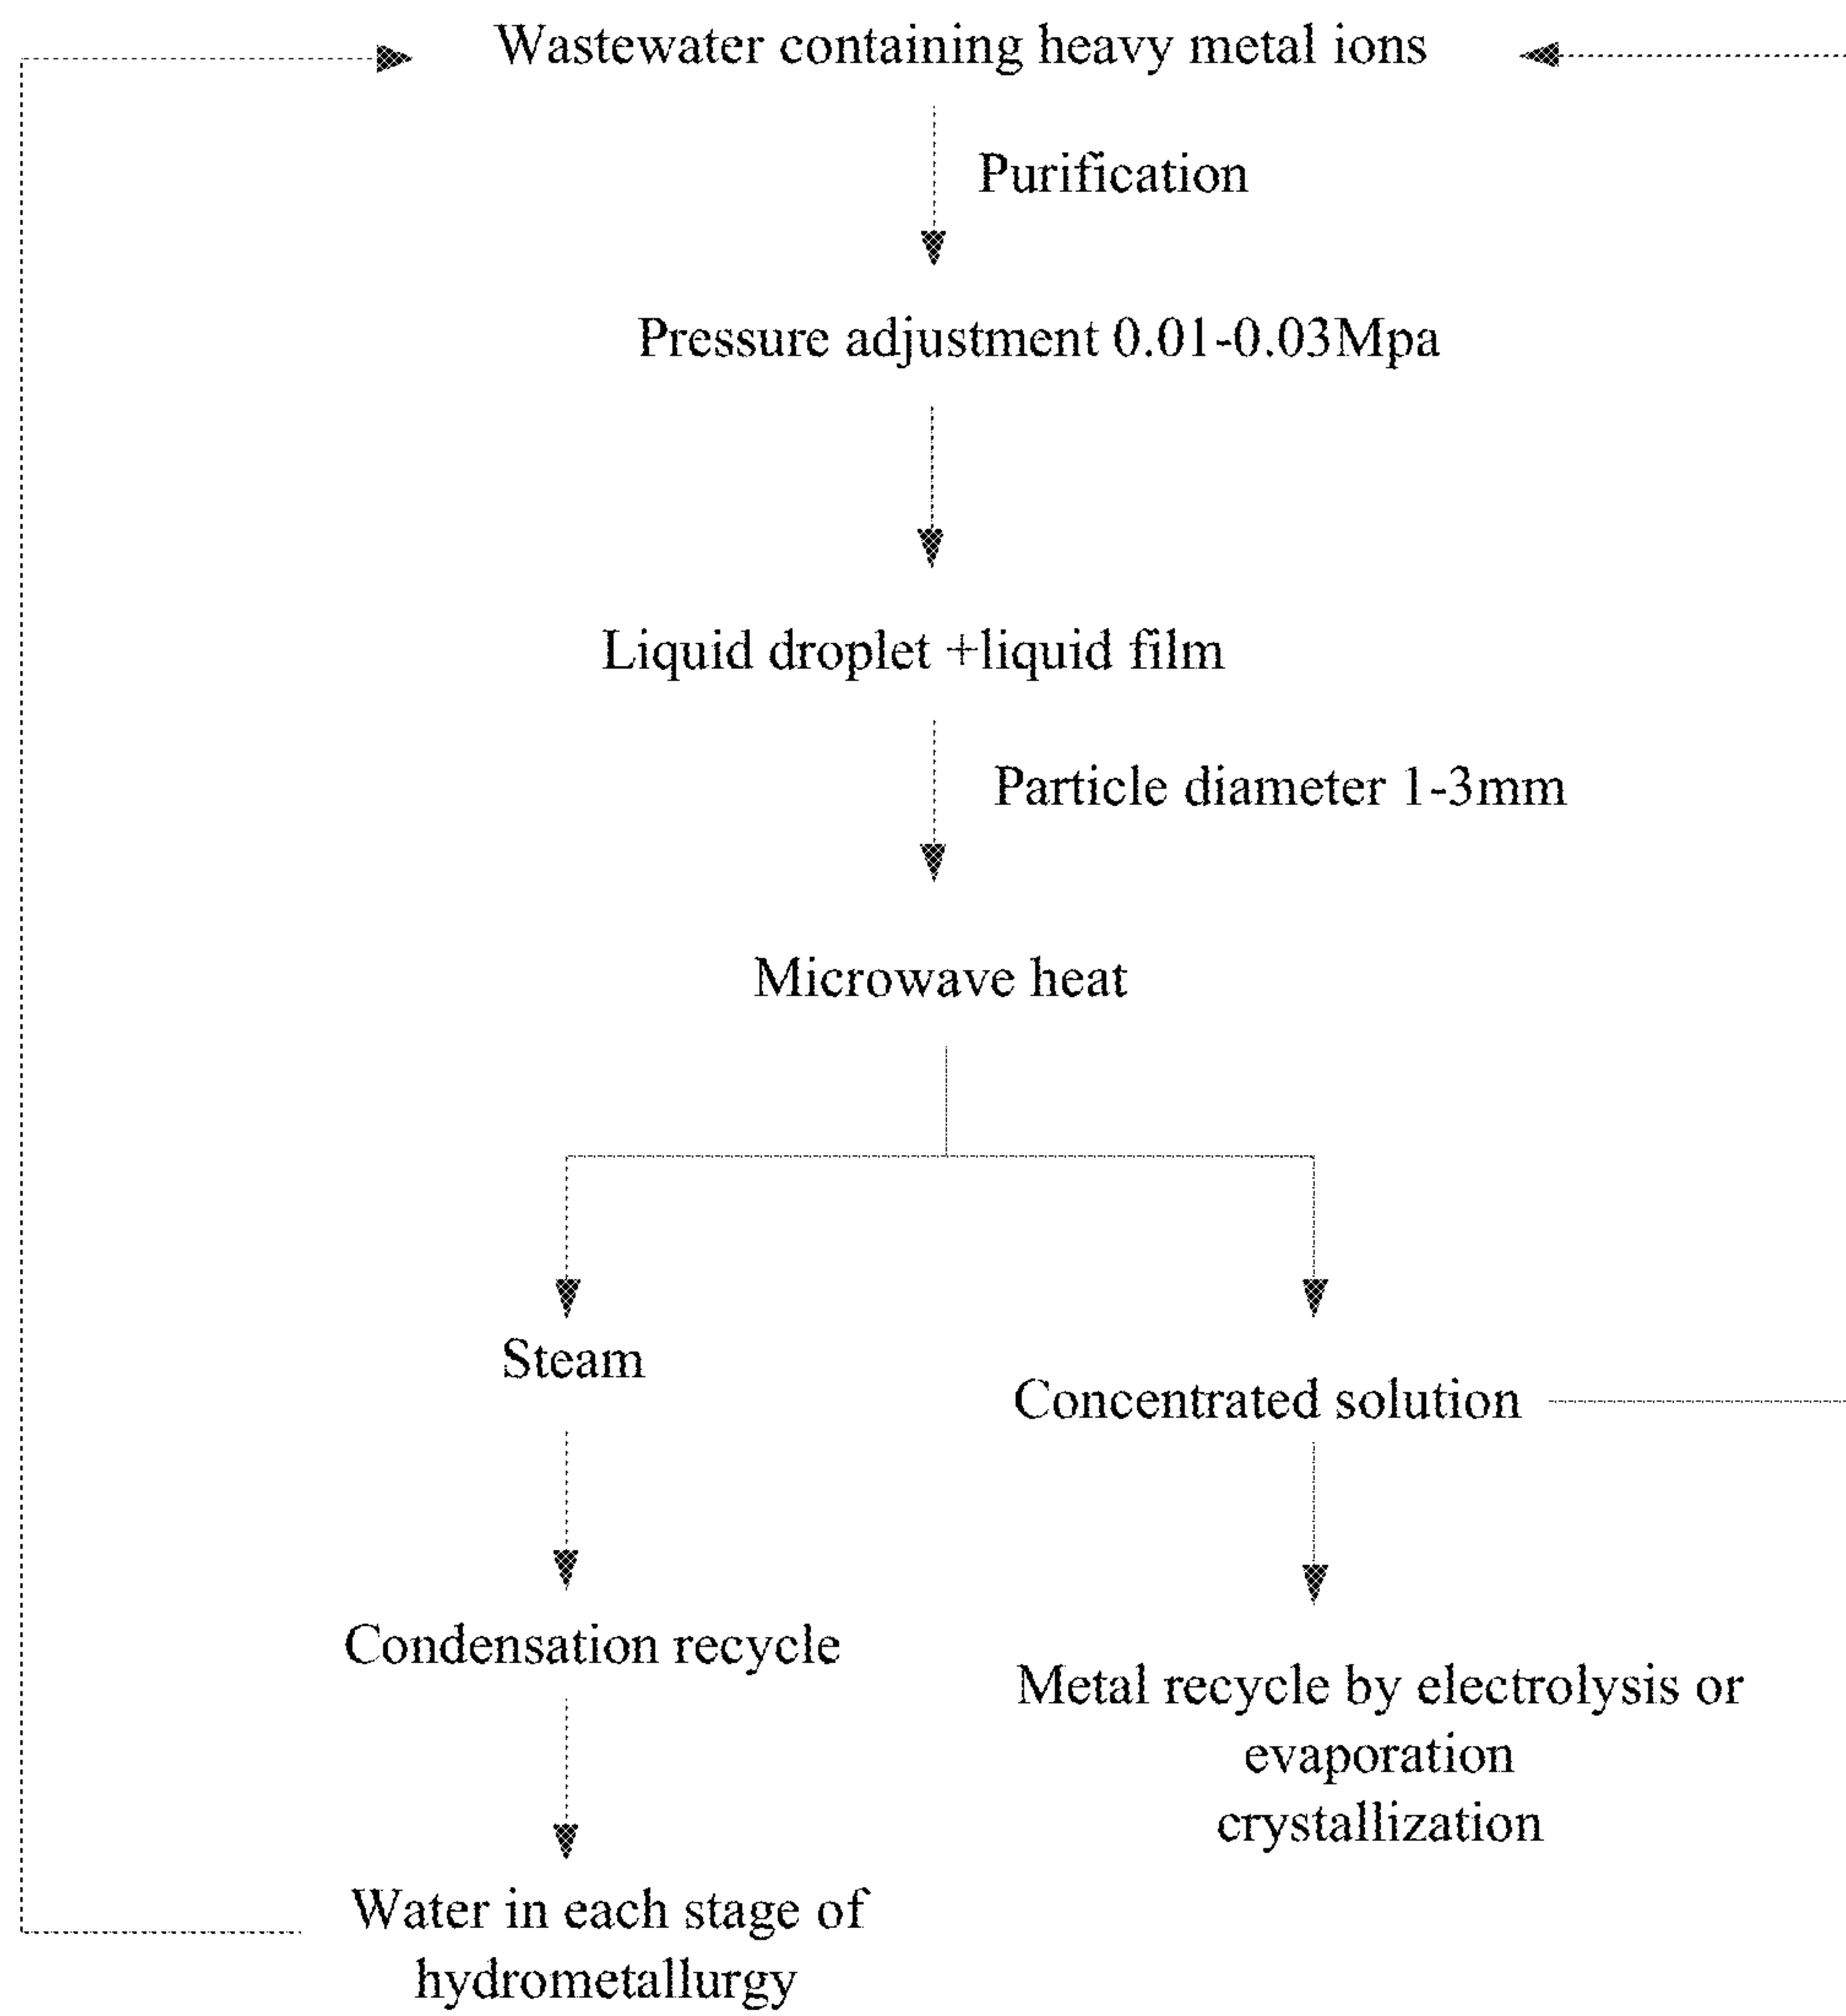 Wastewater containing heavy metal ions
Purification
Pressure adjustment 0.01-0.03Mpa
Liquid droplet +liquid film
Particle diameter 1-3mm
Microwave heat
Steam
Concentrated solution
Condensation recycle
Metal recycle by electrolysis or
evaporation
crystallization
Water in each stage of
hydrometallurgy